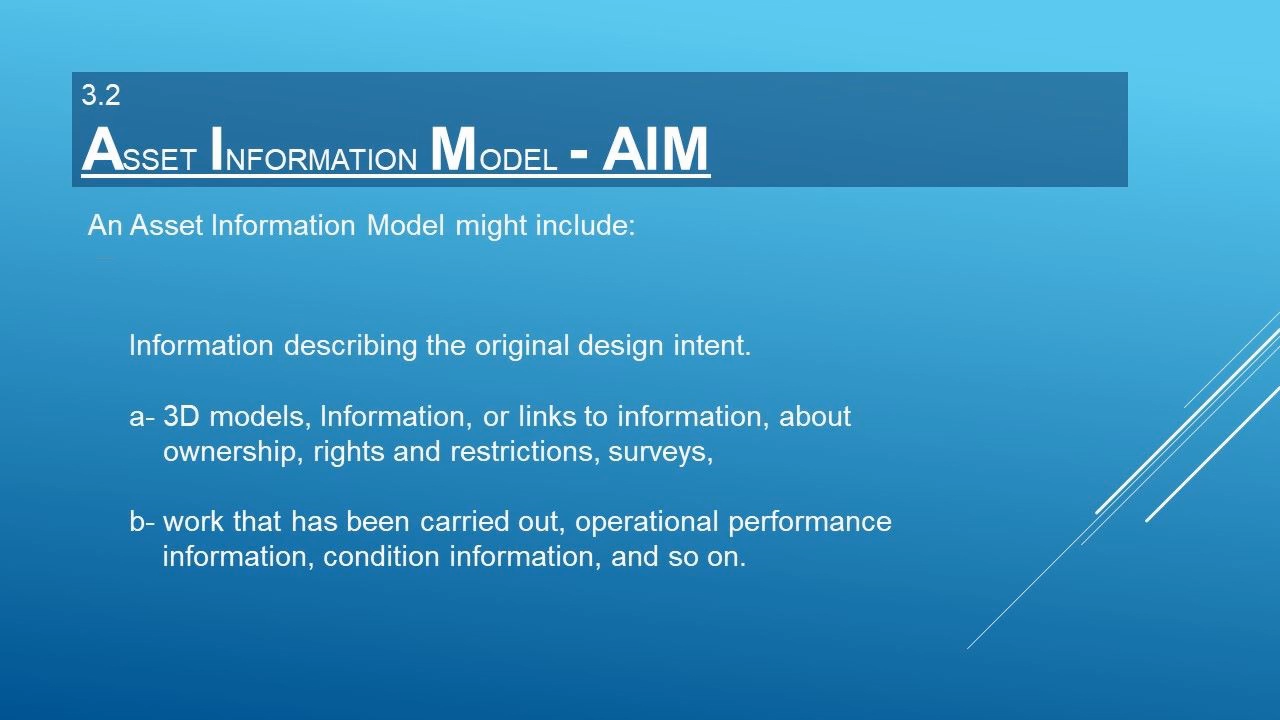 3.2
Asset Information Model - AIM
An Asset Information Model might include:
Information describing the original design intent.
a- 3D models, Information, or links to information, about
ownership, rights and restrictions, surveys,
b- work that has been carried out, operational performance
information, condition information, and so on.